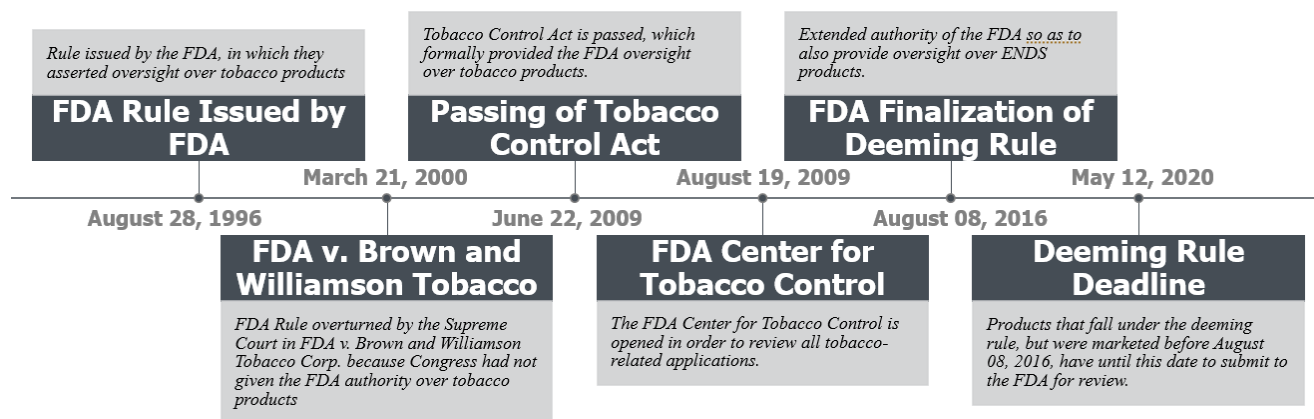 Rule issued by the FDA, in which they
asserted oversight over tobacco products
FDA Rule Issued by
FDA
August 28, 1996
March 21, 2000
FDA v. Brown and
Williamson Tobacco
FDA Rule overturned by the Supreme
Court in FDA v. Brown and Williamson
Tobacco Corp. because Congress had not
given the FDA authority over tobacco
products
Tobacco Control Act is passed, which
formally provided the FDA oversight
over tobacco products.
Passing of Tobacco
Control Act
June 22, 2009
August 19, 2009
FDA Center for
Tobacco Control
The FDA Center for Tobacco Control is
opened in order to review all tobacco-
related applications.
Extended authority of the FDA so as to
also provide oversight over ENDS
products.
FDA Finalization of
Deeming Rule
August 08, 2016
May 12, 2020
Deeming Rule
Deadline
Products that fall under the deeming
rule, but were marketed before August
08, 2016, have until this date to submit to
the FDA for review.